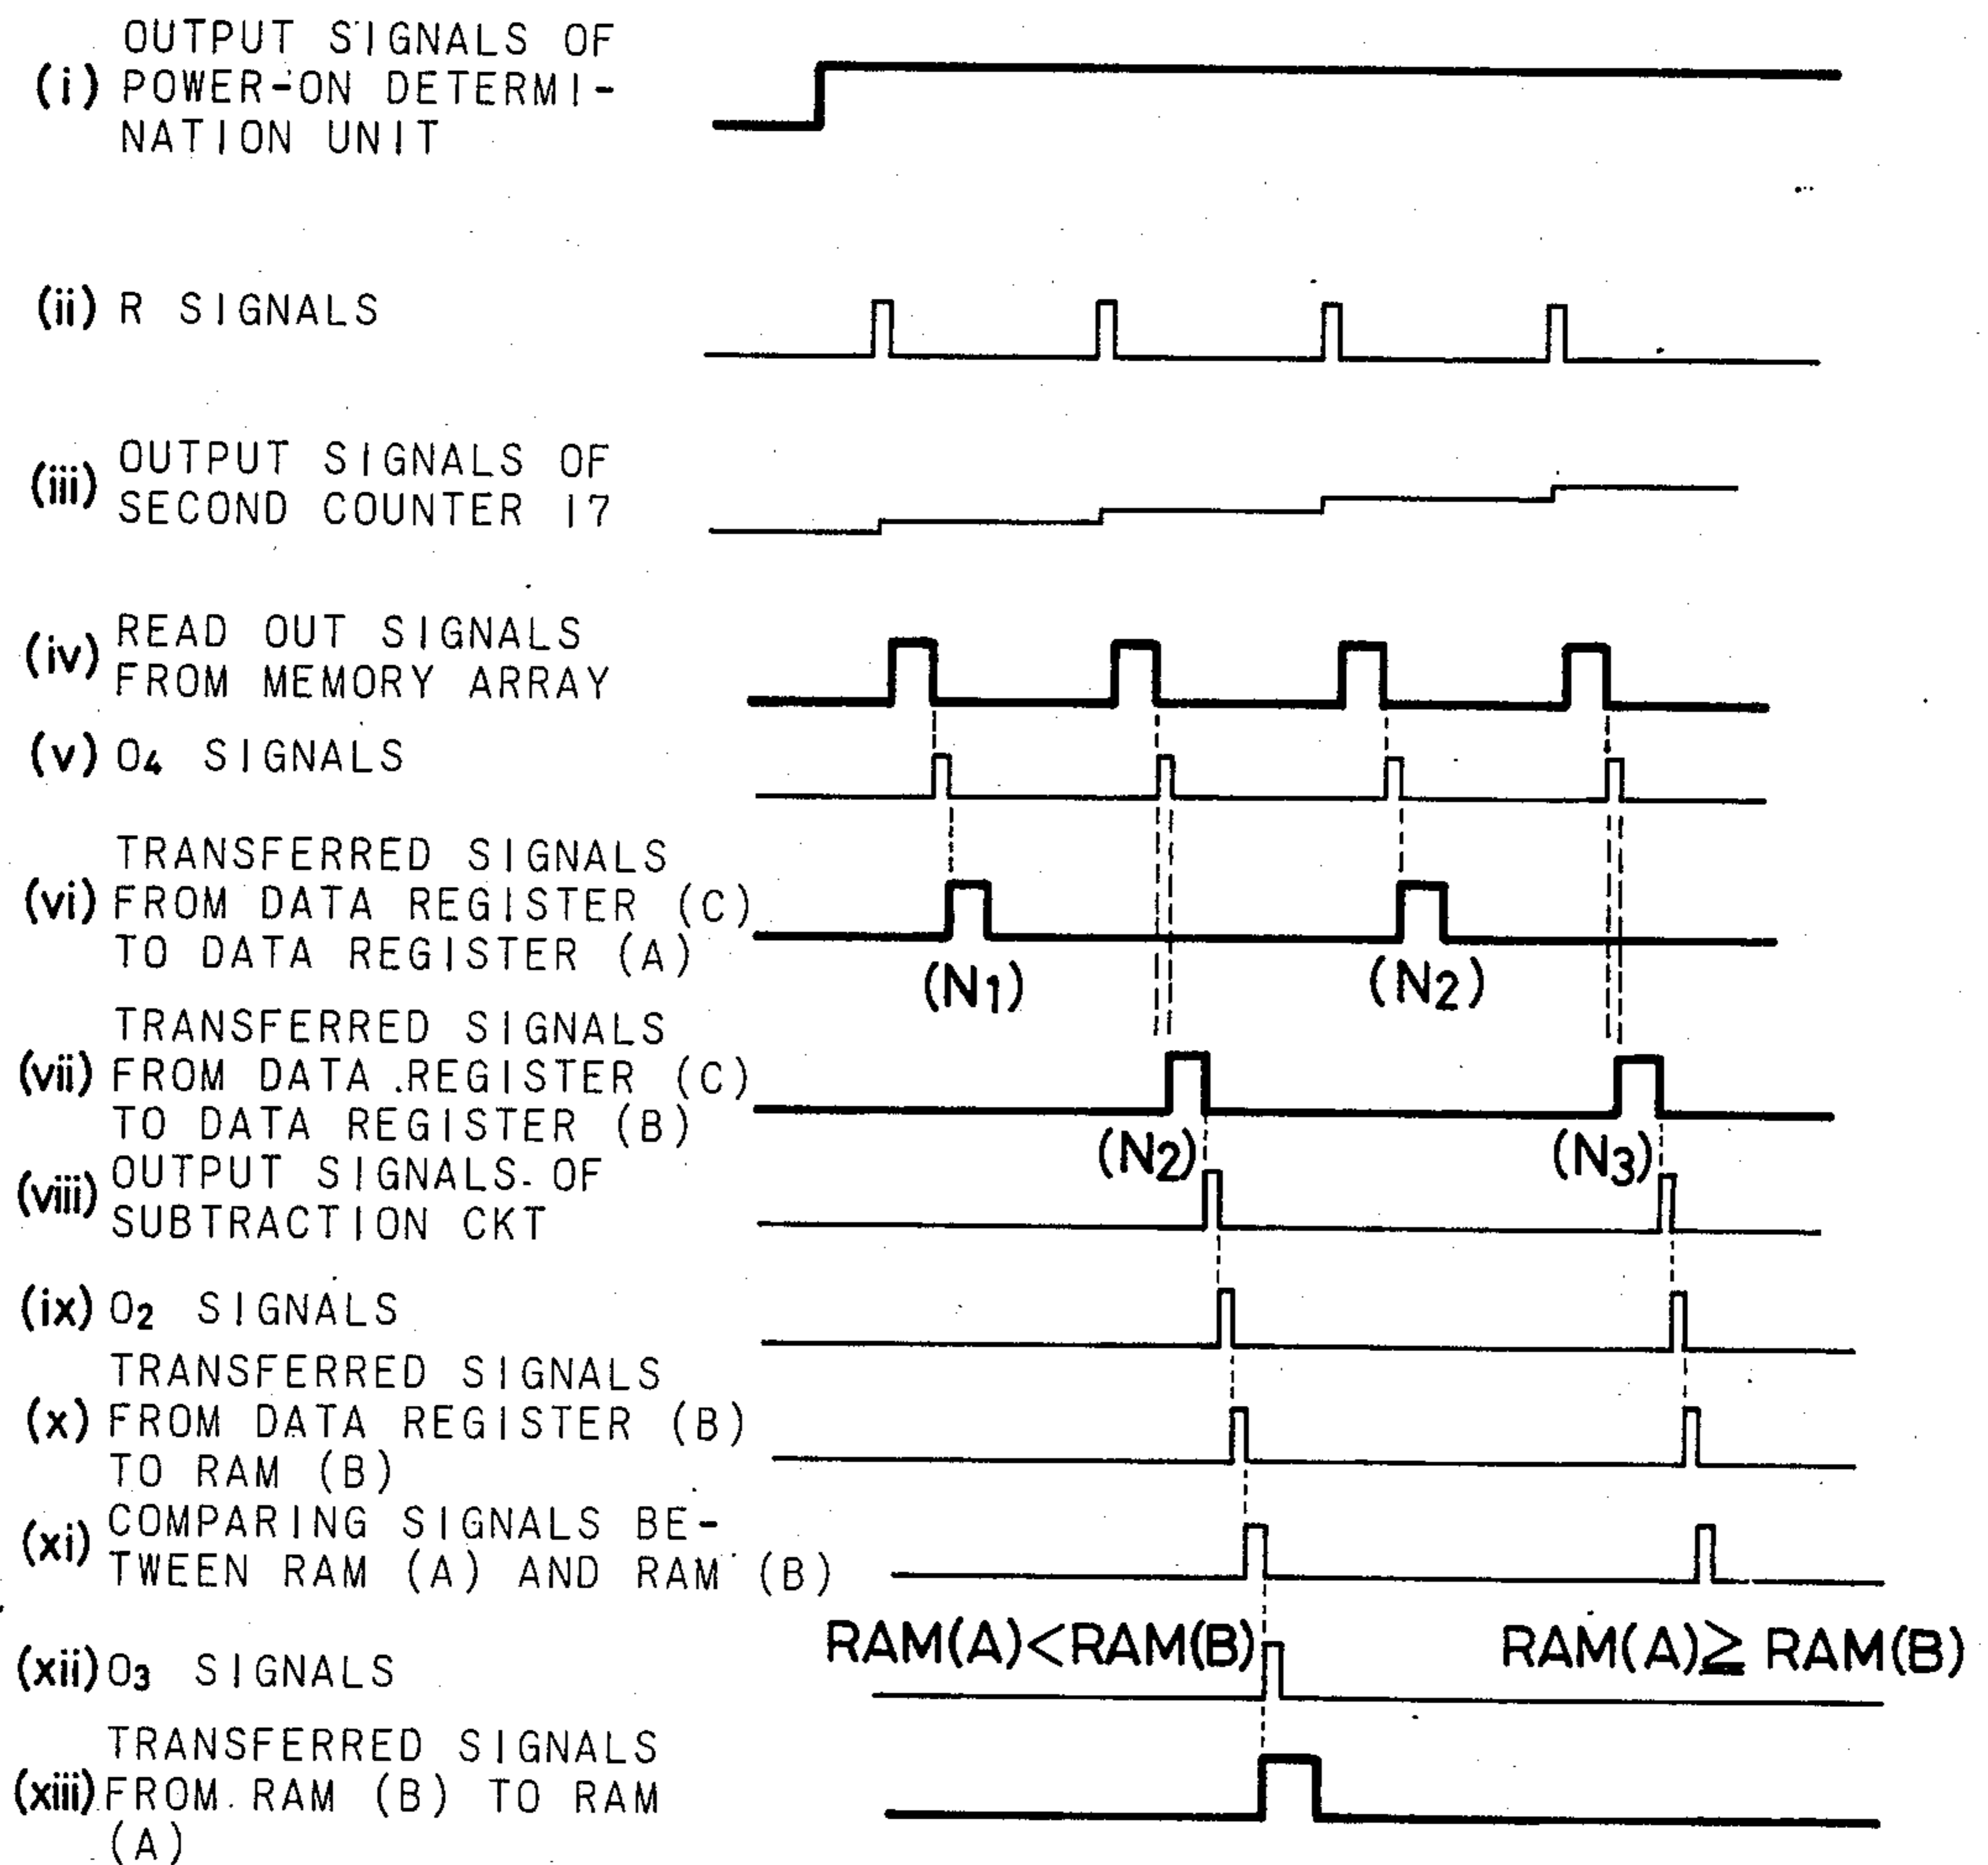 OUTPUT SIGNALS OF
(i) POWER-ON DETERMI-
NATION UNIT
(ii) R SIGNALS
OUTPUT SIGNALS OF
(iii) SECOND COUNTER 17
(iv) READ OUT SIGNALS
FROM MEMORY ARRAY
(v) O4 SIGNALS
TRANSFERRED SIGNALS
(vi) FROM DATA REGISTER (C)
TO DATA REGISTER (A)
(N1) (N2)
TRANSFERRED SIGNALS
(vii) FROM DATA REGISTER (C)
TO DATA REGISTER (B)
(N2) (N3)
(viii) OUTPUT SIGNALS OF
SUBTRACTION CKT
(ix) O2 SIGNALS
TRANSFERRED SIGNALS
(x) FROM DATA REGISTER (B)
TO RAM (B)
(xi) COMPARING SIGNALS BE-
TWEEN RAM (A) AND RAM (B)
RAM(A)<RAM(B) RAM(A)≧ RAM(B)
(xii) O3 SIGNALS
TRANSFERRED SIGNALS
(xiii) FROM RAM (B) TO RAM
(A)